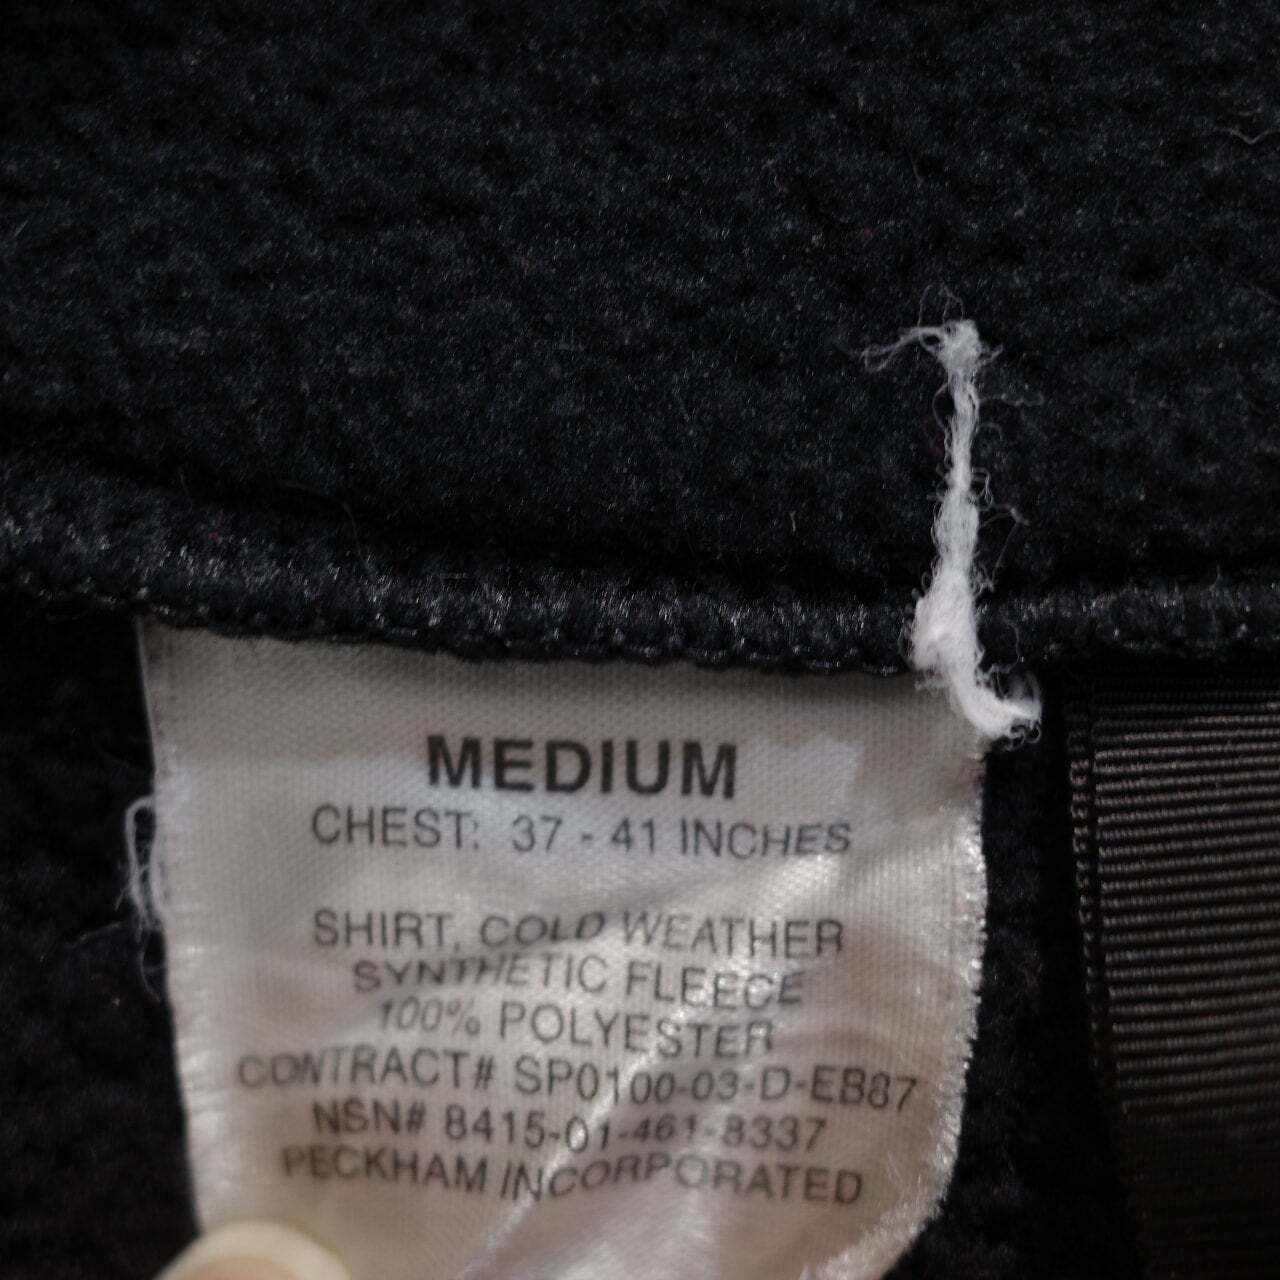 MEDIUM
CHEST: 37 - 41 INCHES
SHIRT, COLD WEATHER
SYNTHETIC FLEECE
100% POLYESTER
CONTRACT# SP0100-03-D-EB87
NSN# 8415-01-461-8337
PECKHAM INCORPORATED